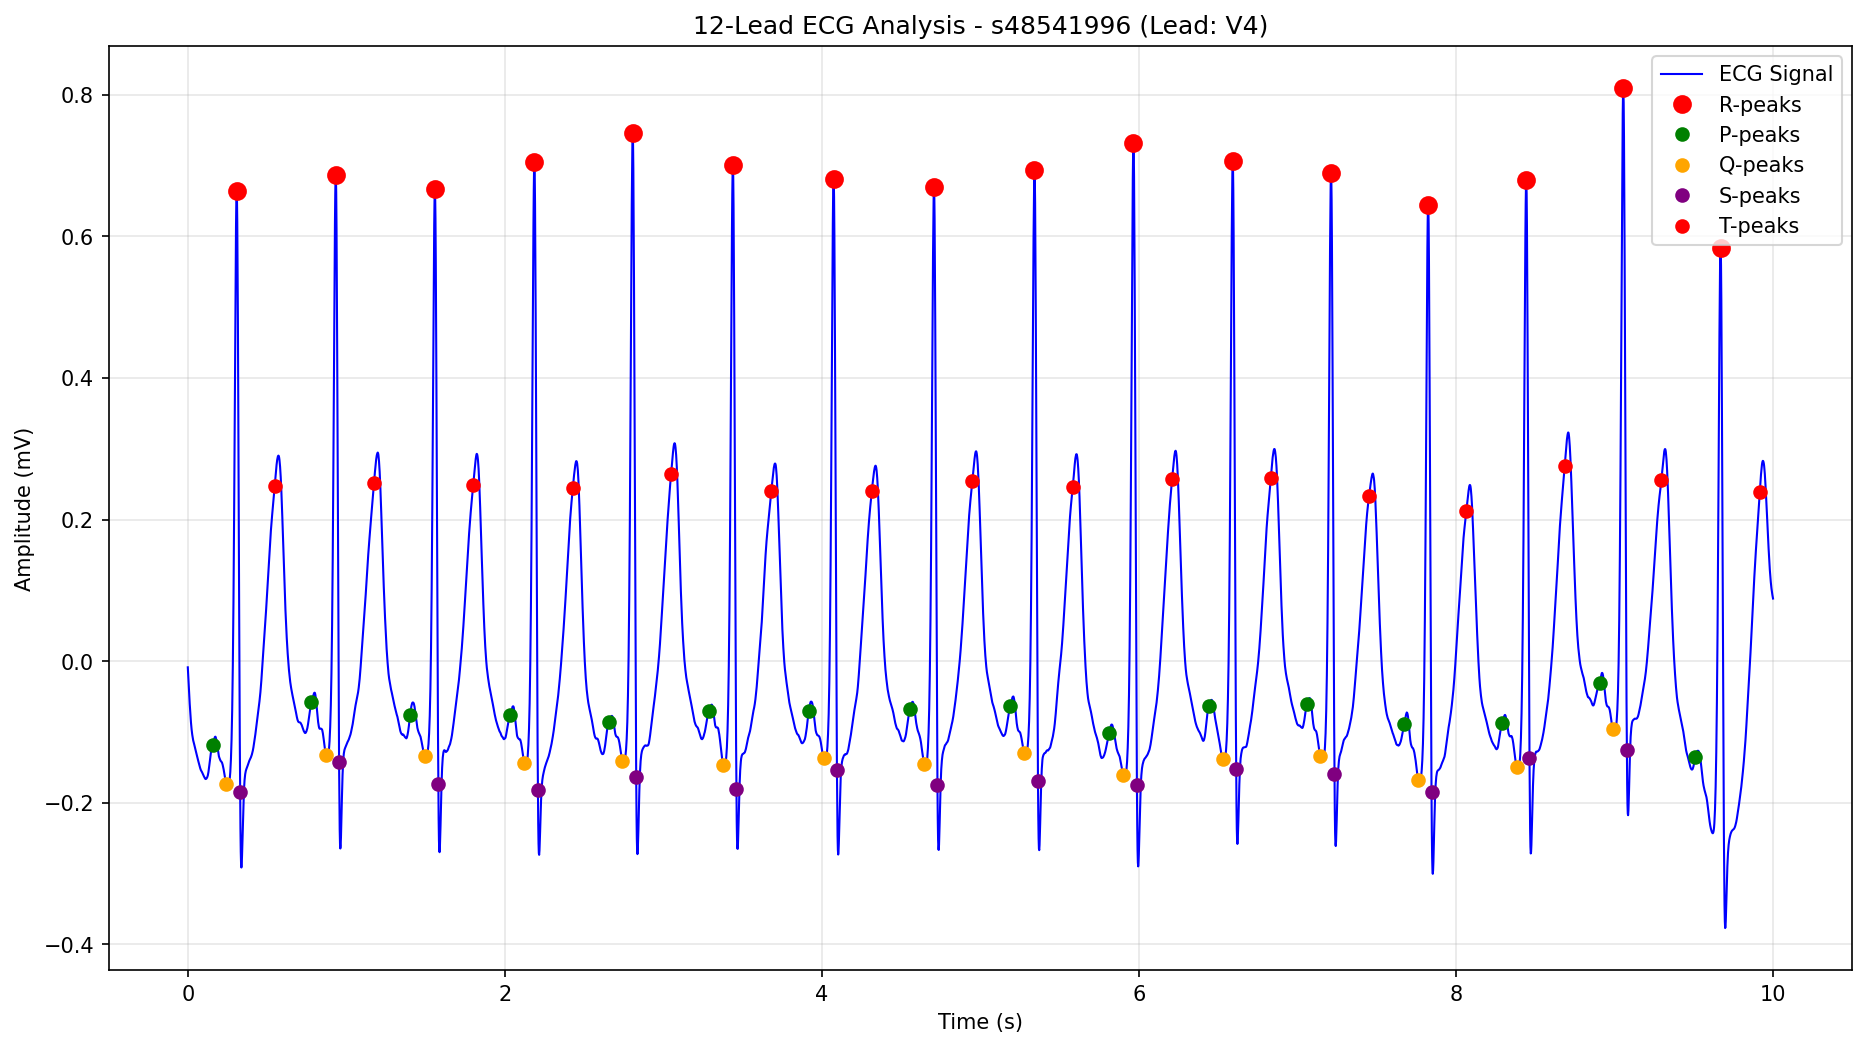 12-Lead ECG Analysis - s48541996 (Lead: V4)
ECG Signal
R-peaks
P-peaks
Q-peaks
S-peaks
T-peaks
Amplitude (mV)
0.8
0.6
0.4
0.2
0.0
−0.2
−0.4
0 2 4 6 8 10
Time (s)